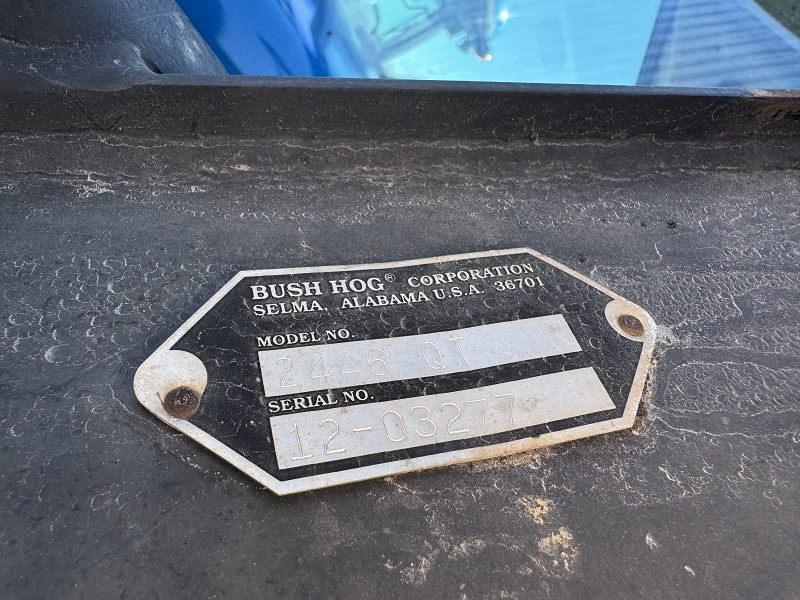 BUSH HOG® CORPORATION
SELMA, ALABAMA U.S.A. 36701
MODEL NO.
2446 QT
SERIAL NO.
12-03277